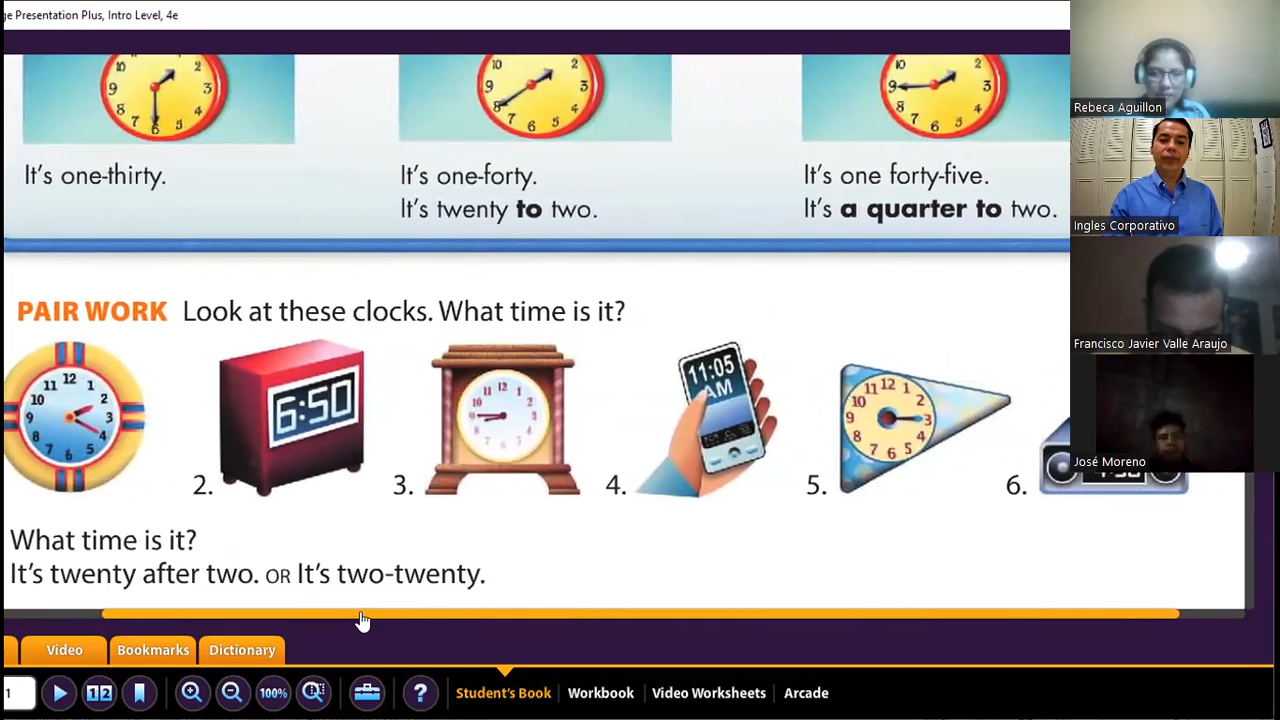 ge Presentation Plus, Intro Level, 4e
It's one-thirty.
It's one-forty.
It's twenty to two.
It's one forty-five.
It's a quarter to two.
PAIR WORK Look at these clocks. What time is it?
6:50
11:05
AM
2.
3.
4.
5.
6.
What time is it?
It's twenty after two. OR It's two-twenty.
Video
Bookmarks
Dictionary
1
1 2
100%
?
Student's Book
Workbook
Video Worksheets
Arcade
Rebeca Aguillon
Ingles Corporativo
Francisco Javier Valle Araujo
José Moreno